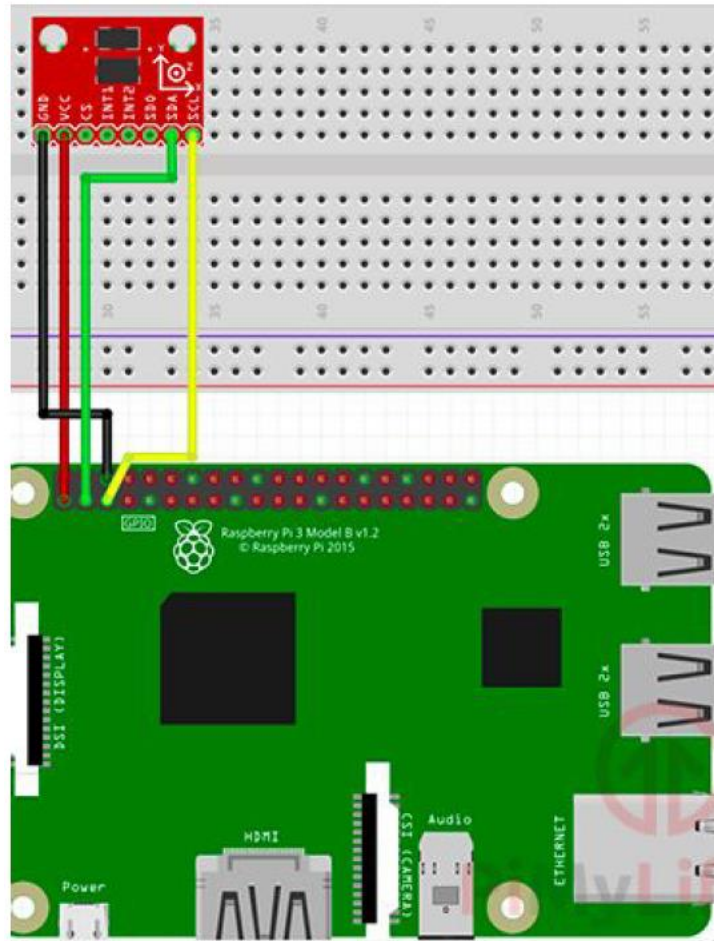 35
40
45
50
55
GND
VCC
CS
INT1
INT2
SDO
SDA
SCL
Y
Z
X
30
35
40
45
50
55
GPIO
Raspberry Pi 3 Model B v1.2
© Raspberry Pi 2015
USB 2x
USB 2x
DSI (DISPLAY)
HDMI
CSI (CAMERA)
Audio
ETHERNET
Power
PiMyLif